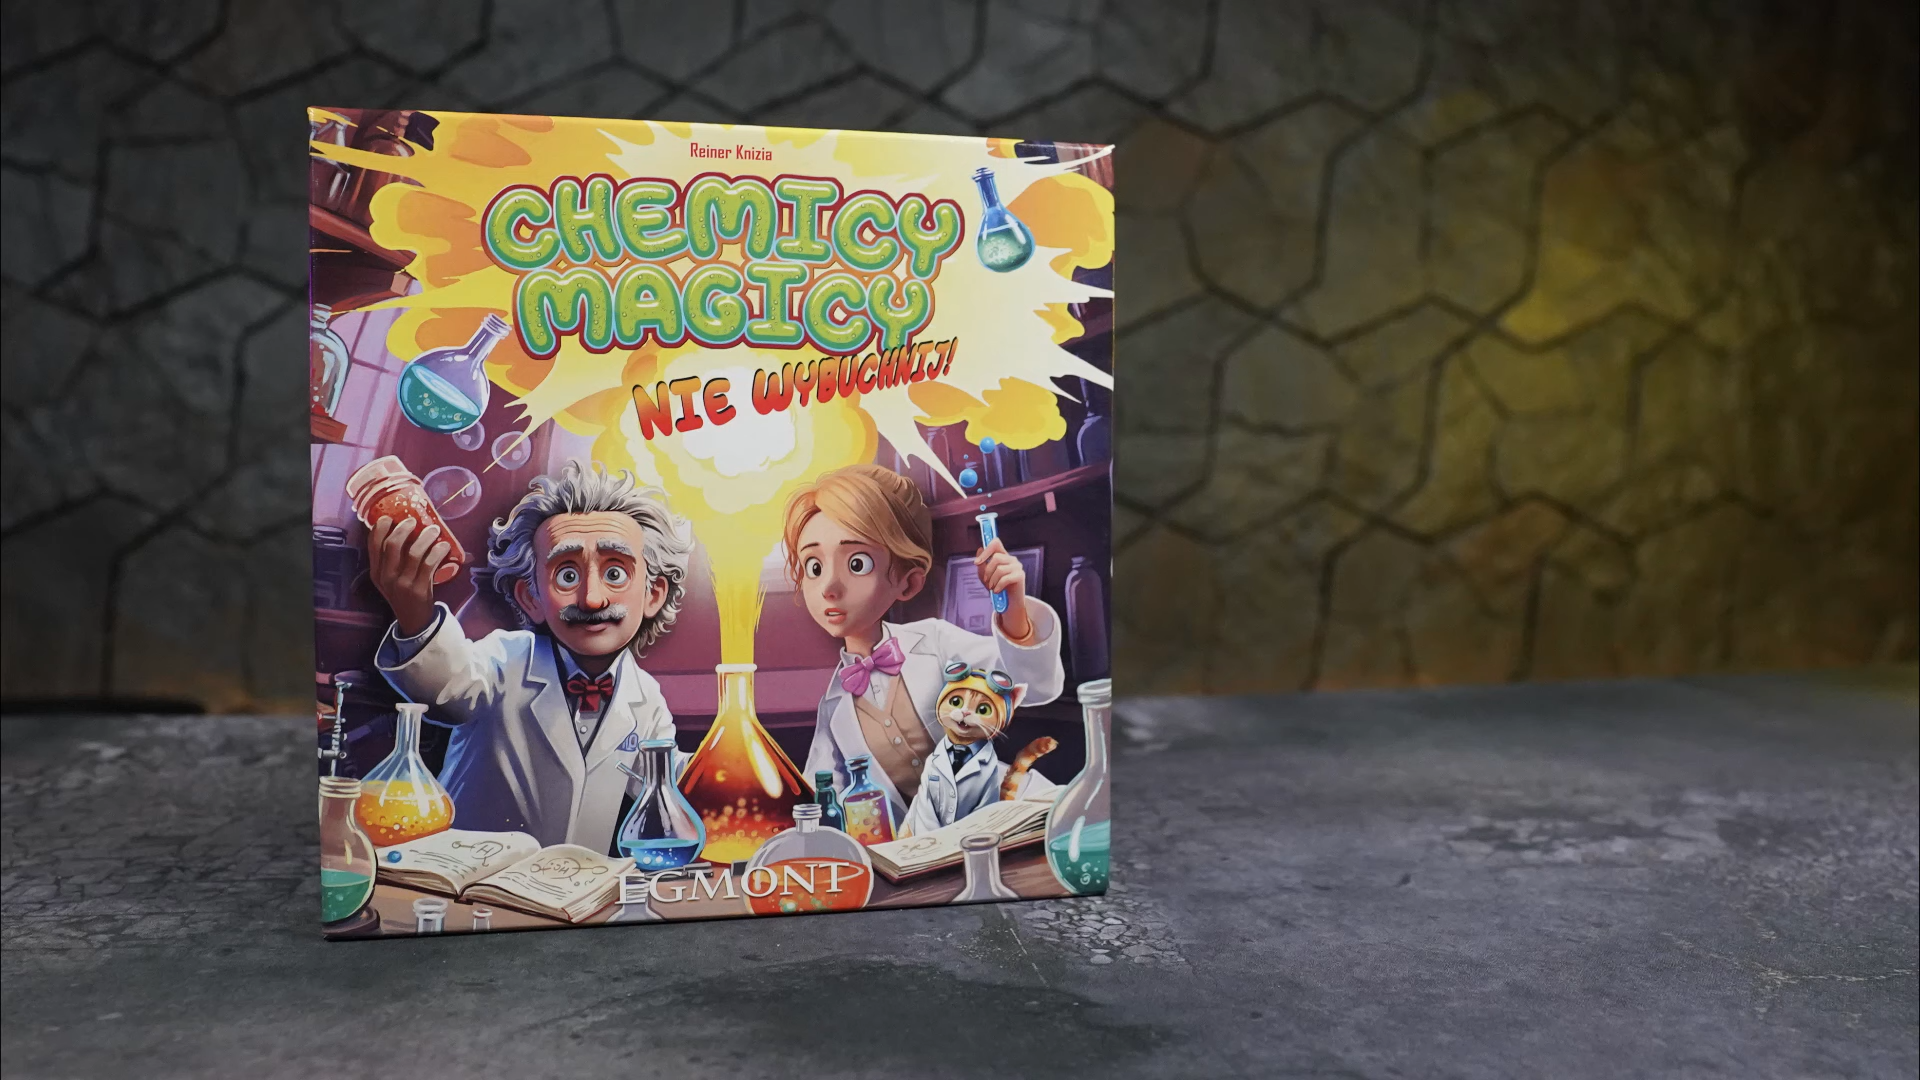 Reiner Knizia
CHEMICY
MAGICY
NIE WYBUCHNIJ!
EGMONT